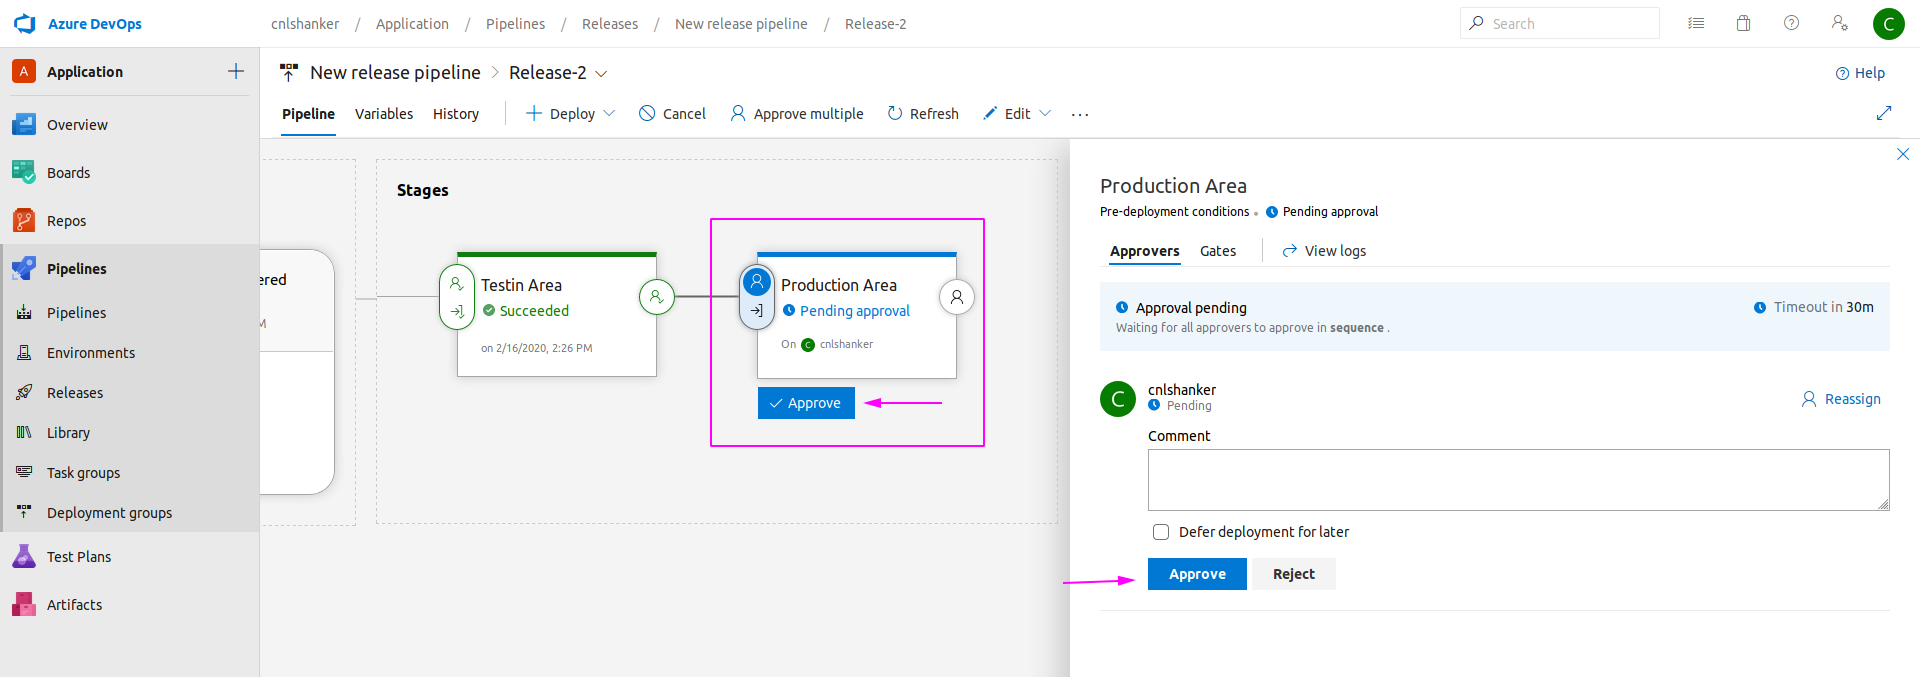 Azure DevOps
cnlshanker / Application / Pipelines / Releases / New release pipeline / Release-2
Search
C
A Application
New release pipeline > Release-2
Help
Pipeline Variables History
Deploy Cancel Approve multiple Refresh Edit ...
Overview
Boards
Repos
Pipelines
Pipelines
Environments
Releases
Library
Task groups
Deployment groups
Test Plans
Artifacts
ered
M
Stages
Testin Area
Succeeded
on 2/16/2020, 2:26 PM
Production Area
Pending approval
On C cnlshanker
Approve
Production Area
Pre-deployment conditions • Pending approval
Approvers Gates View logs
Approval pending
Timeout in 30m
Waiting for all approvers to approve in sequence .
C
cnlshanker
Pending
Reassign
Comment
Defer deployment for later
Approve Reject